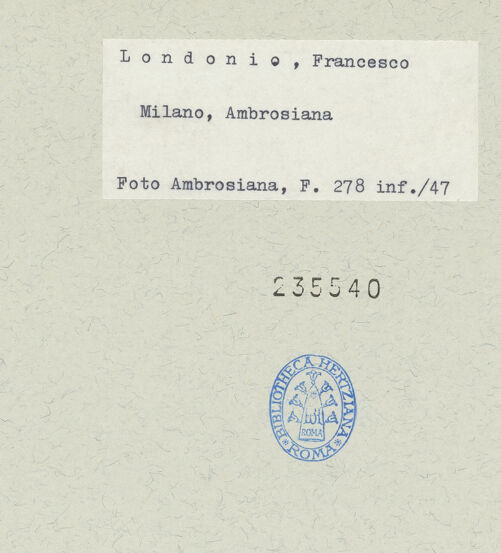 L o n d o n i o , Francesco
Milano, Ambrosiana
Foto Ambrosiana, F. 278 inf./47
235540
BIBLIOTHECA HERTZIANA
ROMA
*ROMA*